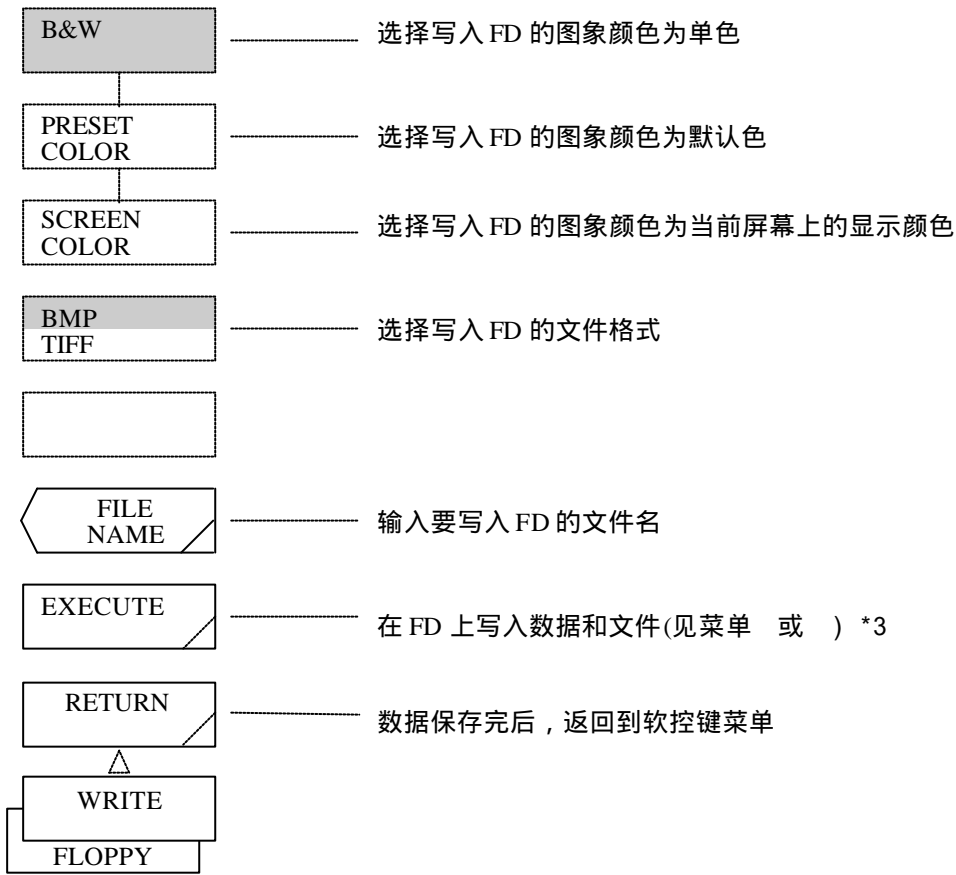 B&W
选择写入 FD 的图象颜色为单色
PRESET
COLOR
选择写入 FD 的图象颜色为默认色
SCREEN
COLOR
选择写入 FD 的图象颜色为当前屏幕上的显示颜色
BMP
TIFF
选择写入 FD 的文件格式
FILE
NAME
输入要写入 FD 的文件名
EXECUTE
在 FD 上写入数据和文件(见菜单 或 ) *3
RETURN
数据保存完后，返回到软控键菜单
WRITE
FLOPPY